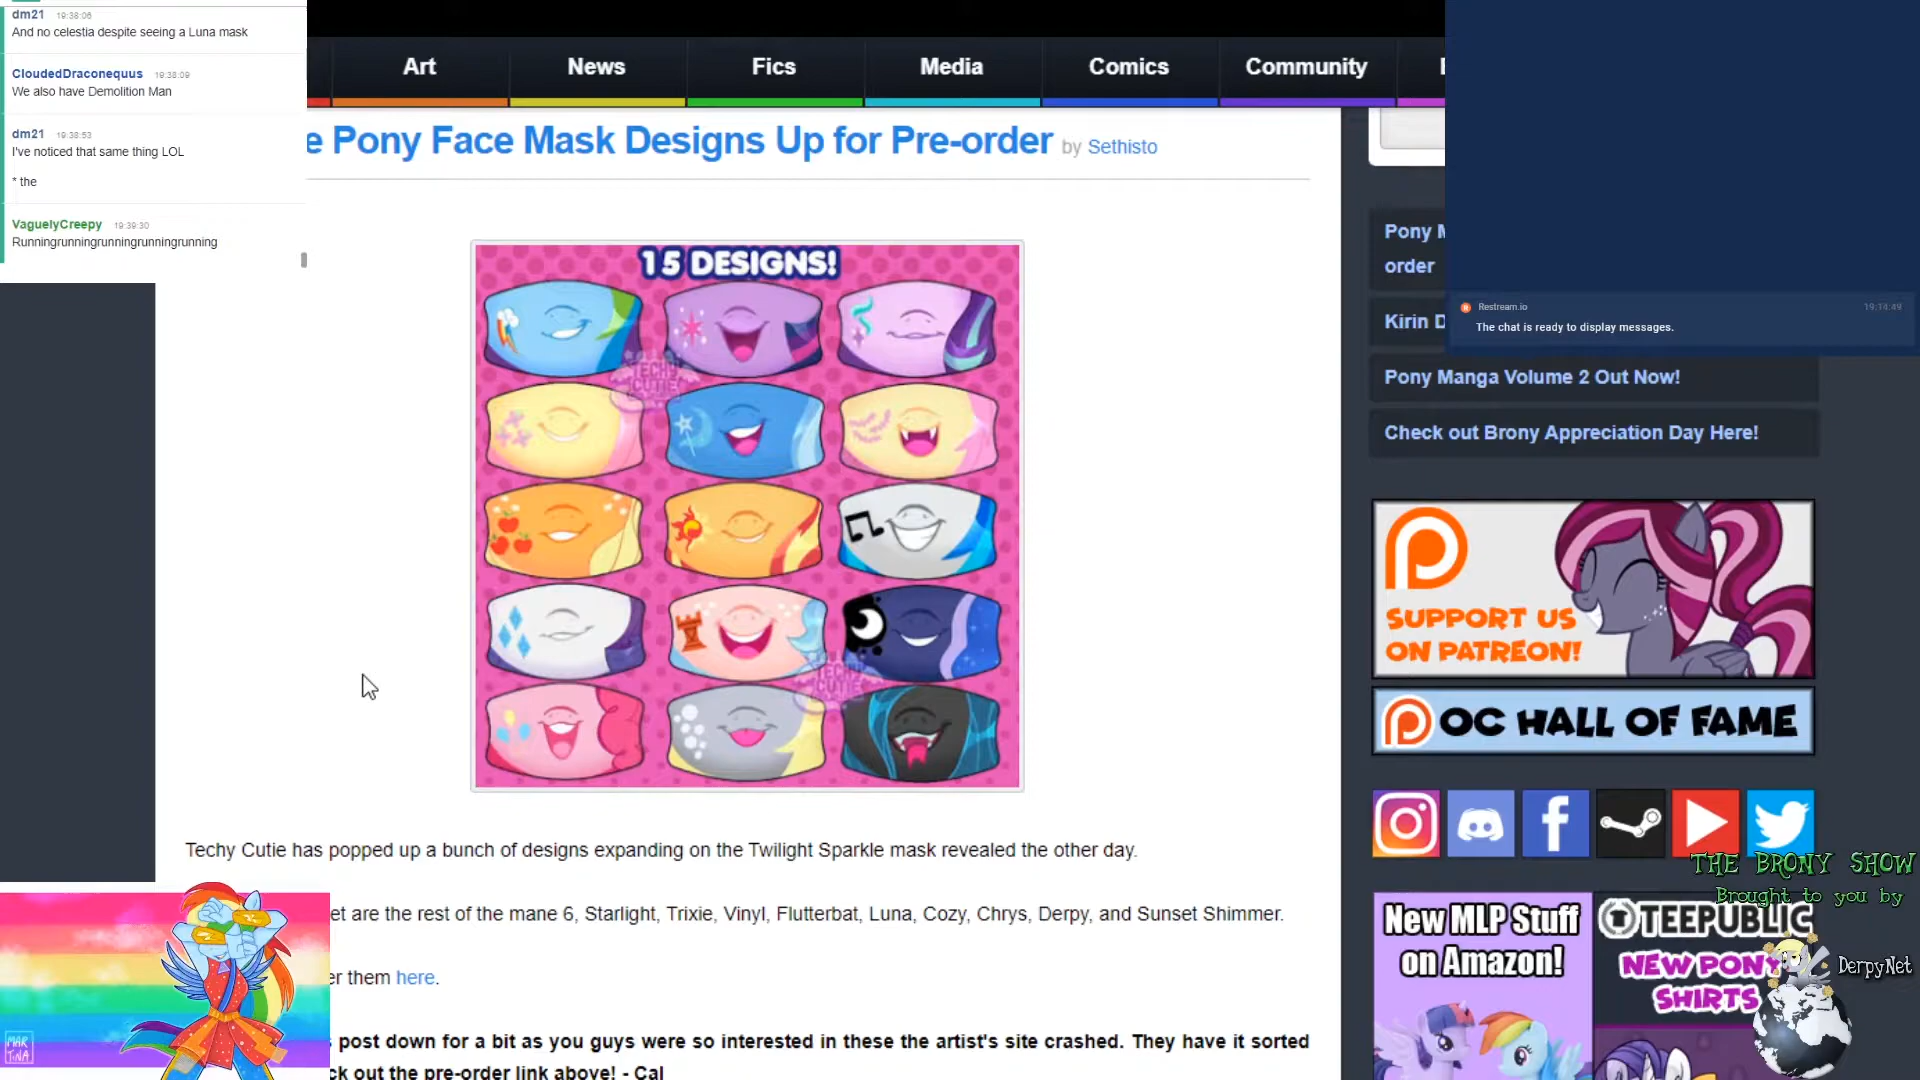 dm21 19:38:06
And no celestia despite seeing a Luna mask
CloudedDraconequus 19:38:09
We also have Demolition Man
dm21 19:38:53
I've noticed that same thing LOL
* the
VaguelyCreepy 19:39:30
Runningrunningrunningrunningrunning
Art News Fics Media Comics Community
e Pony Face Mask Designs Up for Pre-order by Sethisto
15 DESIGNS!
TECHY CUTIE
TECHY CUTIE
Techy Cutie has popped up a bunch of designs expanding on the Twilight Sparkle mask revealed the other day.
et are the rest of the mane 6, Starlight, Trixie, Vinyl, Flutterbat, Luna, Cozy, Chrys, Derpy, and Sunset Shimmer.
er them here.
post down for a bit as you guys were so interested in these the artist's site crashed. They have it sorted
ck out the pre-order link above! - Cal
MAR
TINA
Restream.io 19:14:49
The chat is ready to display messages.
Pony M
order
Kirin D
Pony Manga Volume 2 Out Now!
Check out Brony Appreciation Day Here!
SUPPORT US
ON PATREON!
OC HALL OF FAME
THE BRONY SHOW
Brought to you by
DerpyNet
New MLP Stuff
on Amazon!
TEEPUBLIC
NEW PONY
SHIRTS